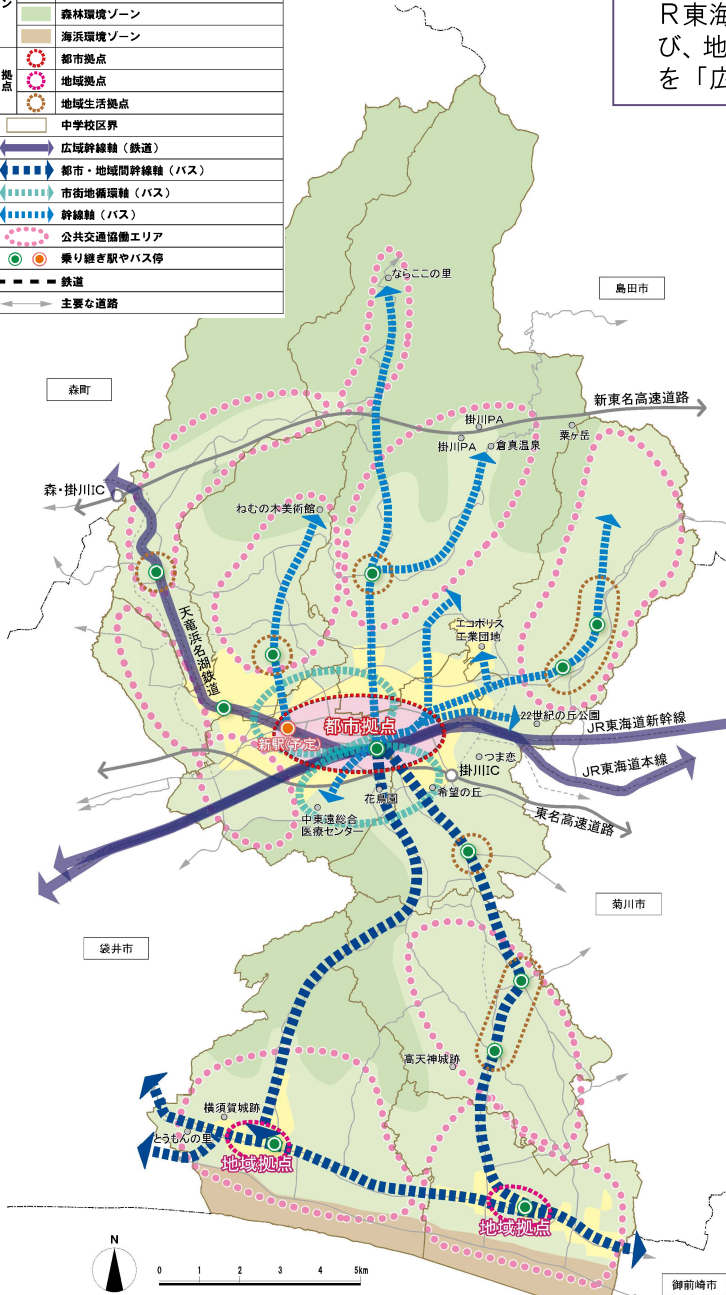 ン
森林環境ゾーン
海浜環境ゾーン
拠点
都市拠点
地域拠点
地域生活拠点
中学校区界
広域幹線軸（鉄道）
都市・地域間幹線軸（バス）
市街地循環軸（バス）
幹線軸（バス）
公共交通協働エリア
乗り継ぎ駅やバス停
鉄道
主要な道路
R東海
び、地
を「広
ならここの里
島田市
森町
新東名高速道路
掛川PA
掛川PA
倉真温泉
粟ヶ岳
森・掛川IC
ねむの木美術館
天竜浜名湖鉄道
エコポリス
工業団地
都市拠点
新駅(予定)
22世紀の丘公園
JR東海道新幹線
つま恋
掛川IC
JR東海道本線
花鳥園
希望の丘
中東遠総合
医療センター
東名高速道路
菊川市
袋井市
高天神城跡
横須賀城跡
とうもんの里
地域拠点
地域拠点
N
0 1 2 3 4 5km
御前崎市